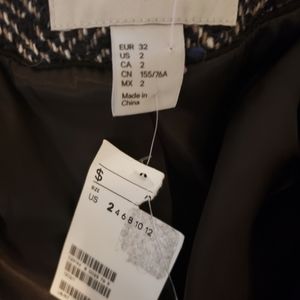 EUR 32
US 2
CA 2
CN 155/76A
MX 2
Made in
China
$
SIZE
US 2 4 6 8 10 12